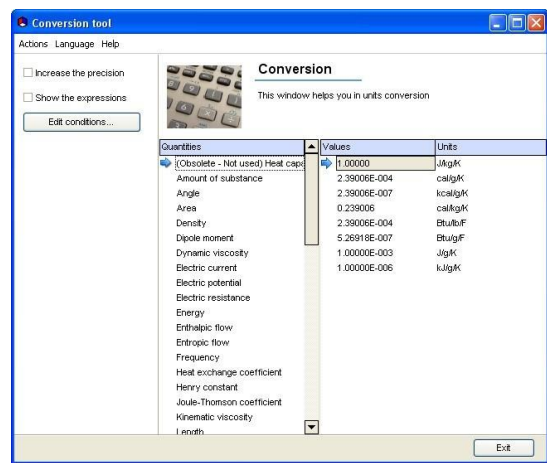 Conversion tool
Actions Language Help
Increase the precision
Show the expressions
Edit conditions...
Conversion
This window helps you in units conversion
Quantities Values Units
(Obsolete - Not used) Heat capa 1.00000 J/kg/K
Amount of substance 2.39006E-004 cal/g/K
Angle 2.39006E-007 kcal/g/K
Area 0.239006 cal/kg/K
Density 2.39006E-004 Btu/lb/F
Dipole moment 5.26918E-007 Btu/g/F
Dynamic viscosity 1.00000E-003 J/g/K
Electric current 1.00000E-006 kJ/g/K
Electric potential
Electric resistance
Energy
Enthalpic flow
Entropic flow
Frequency
Heat exchange coefficient
Henry constant
Joule-Thomson coefficient
Kinematic viscosity
Length
Exit